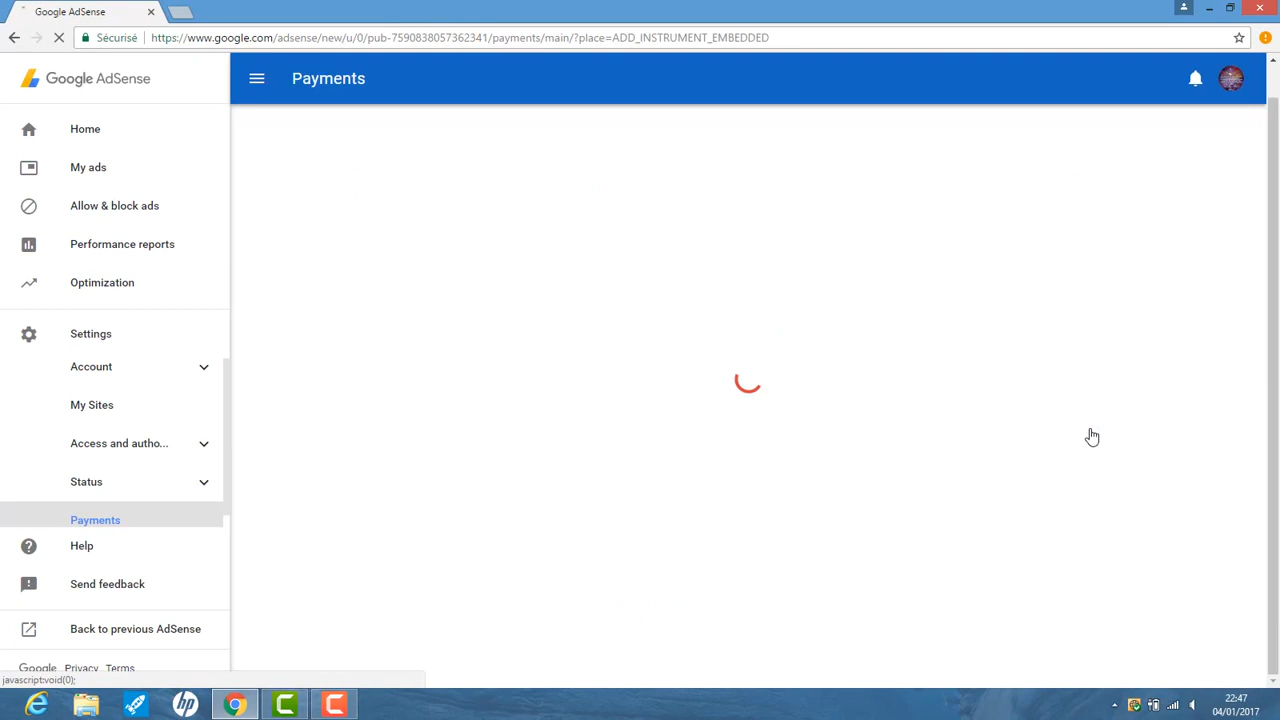 Google AdSense
Sécurisé
https://www.google.com/adsense/new/u/0/pub-7590838057362341/payments/main/?place=ADD_INSTRUMENT_EMBEDDED
Google AdSense
Payments
Home
My ads
Allow & block ads
Performance reports
Optimization
Settings
Account
My Sites
Access and autho...
Status
Payments
Help
Send feedback
Back to previous AdSense
Google Privacy Terms
javascript:void(0);
22:47
04/01/2017